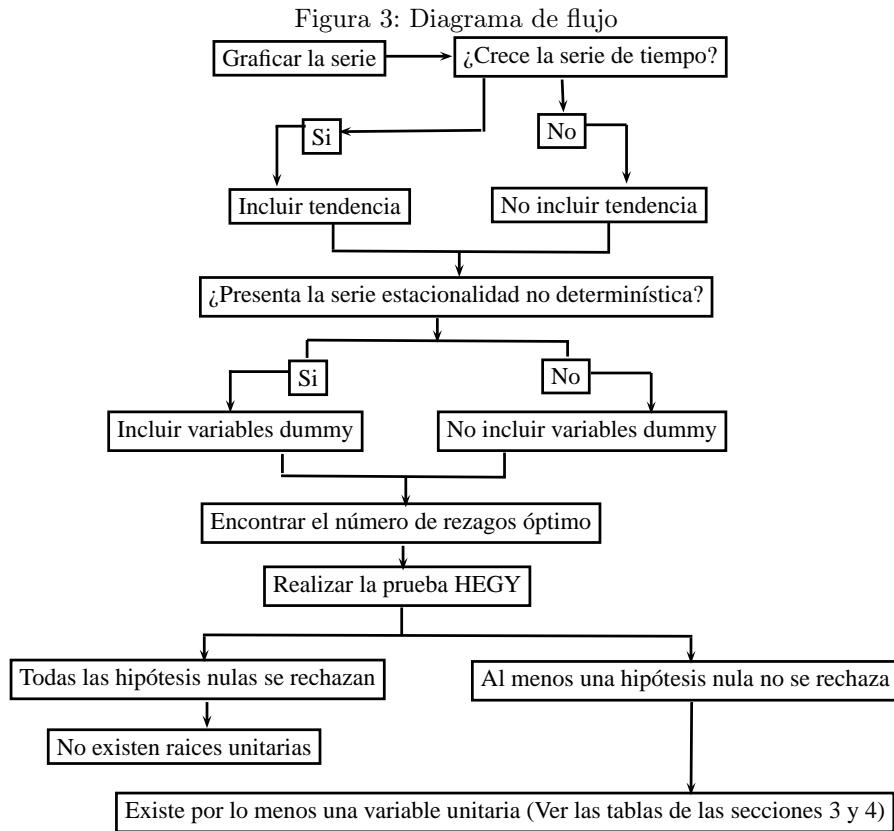 Figura 3: Diagrama de flujo
Graficar la serie
¿Crece la serie de tiempo?
Si
No
Incluir tendencia
No incluir tendencia
¿Presenta la serie estacionalidad no determinística?
Si
No
Incluir variables dummy
No incluir variables dummy
Encontrar el número de rezagos óptimo
Realizar la prueba HEGY
Todas las hipótesis nulas se rechazan
Al menos una hipótesis nula no se rechaza
No existen raices unitarias
Existe por lo menos una variable unitaria (Ver las tablas de las secciones 3 y 4)